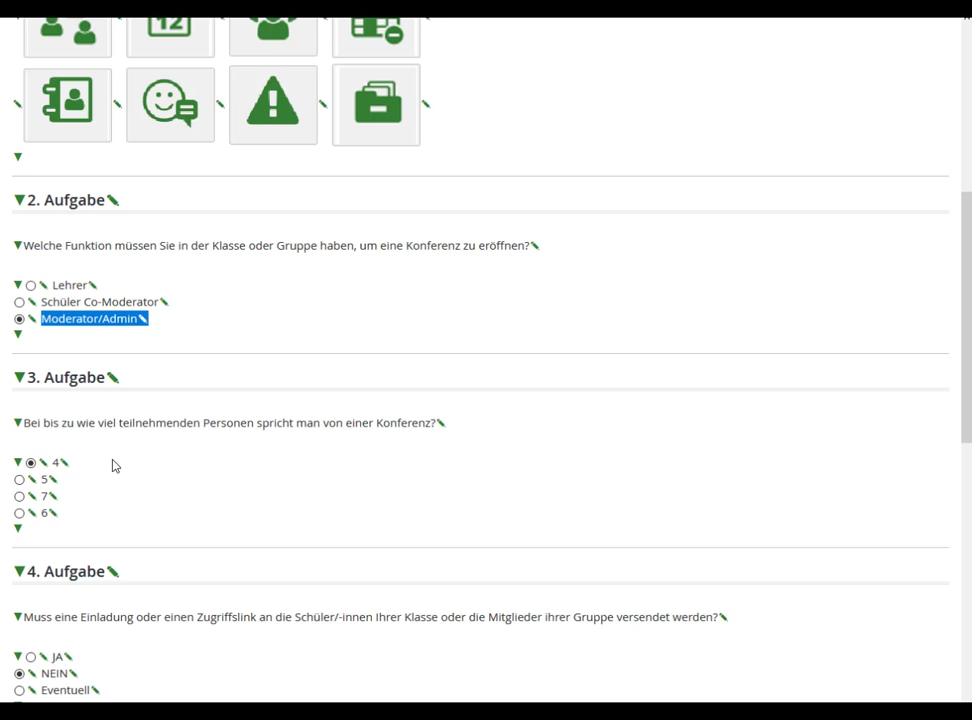 12
2. Aufgabe
Welche Funktion müssen Sie in der Klasse oder Gruppe haben, um eine Konferenz zu eröffnen?
Lehrer
Schüler Co-Moderator
Moderator/Admin
3. Aufgabe
Bei bis zu wie viel teilnehmenden Personen spricht man von einer Konferenz?
4
5
7
6
4. Aufgabe
Muss eine Einladung oder einen Zugriffslink an die Schüler/-innen Ihrer Klasse oder die Mitglieder ihrer Gruppe versendet werden?
JA
NEIN
Eventuell